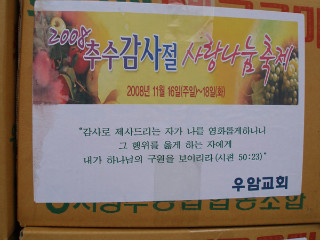 2008 추수감사절 사랑나눔 축제
2008년 11월 16일(주일)~18일(화)
"감사로 제사드리는 자가 나를 영화롭게하나니
그 행위를 옳게 하는 자에게
내가 하나님의 구원을 보이리라(시편 50:23)"
우암교회